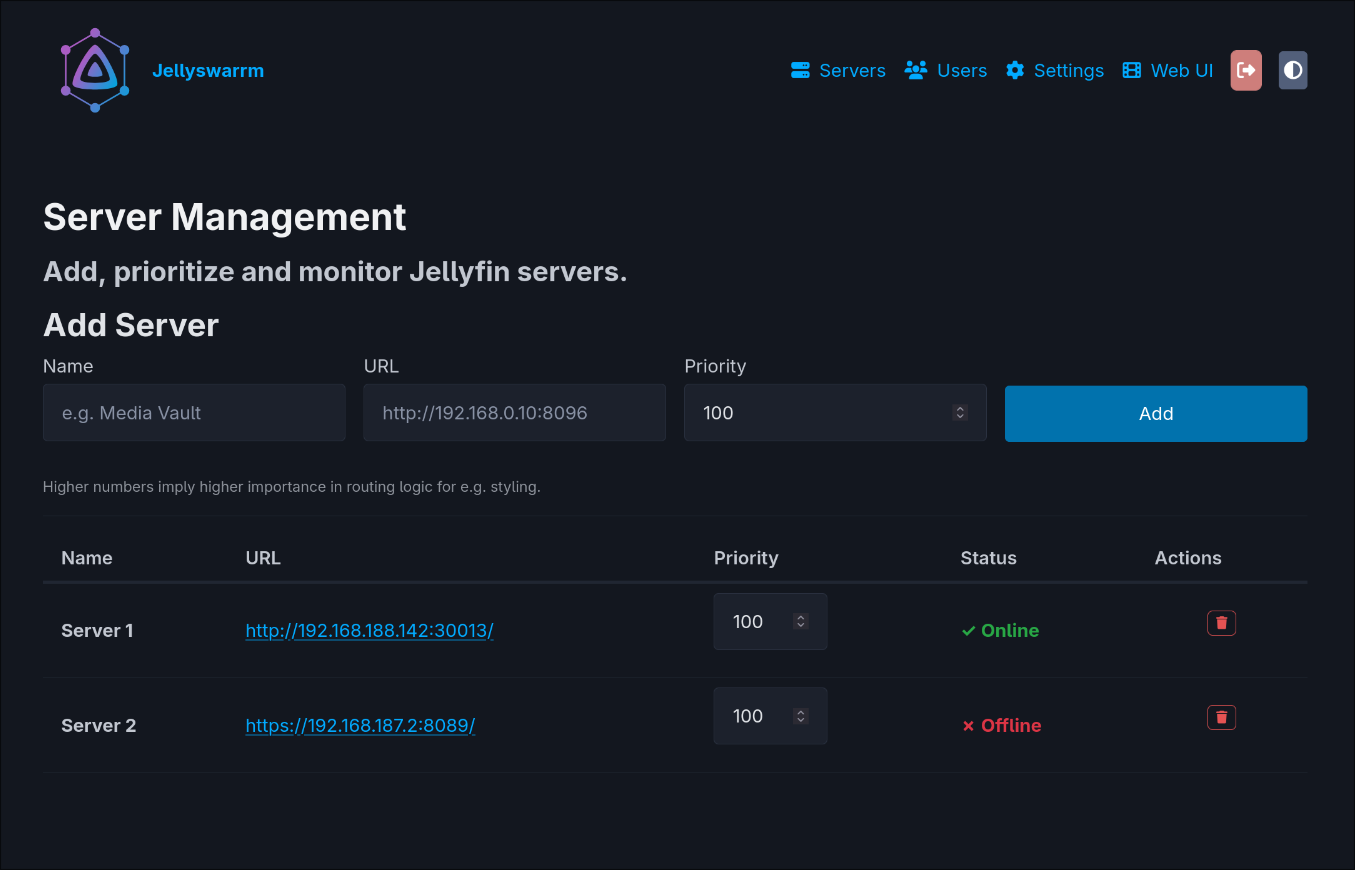 Jellyswarrm
Servers Users Settings Web UI
Server Management
Add, prioritize and monitor Jellyfin servers.
Add Server
Name URL Priority
e.g. Media Vault http://192.168.0.10:8096 100 Add
Higher numbers imply higher importance in routing logic for e.g. styling.
Name URL Priority Status Actions
Server 1 http://192.168.188.142:30013/ 100 Online
Server 2 https://192.168.187.2:8089/ 100 Offline